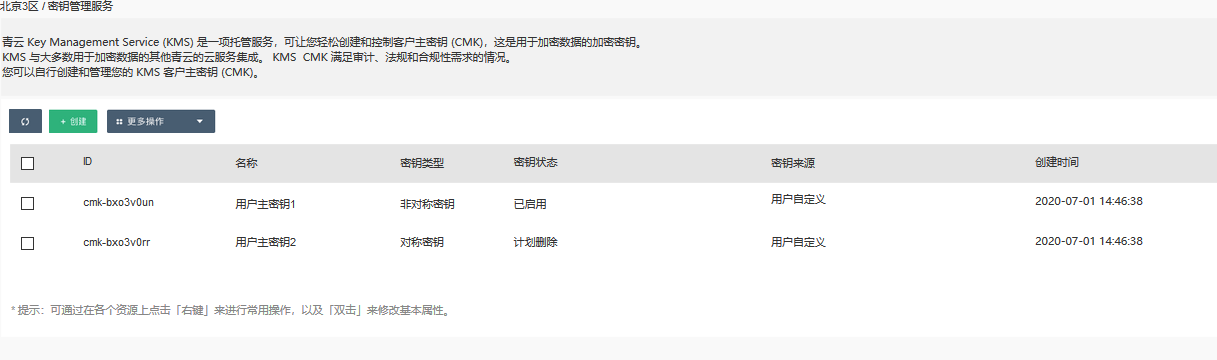 北京3区 / 密钥管理服务
青云 Key Management Service (KMS) 是一项托管服务，可让您轻松创建和控制客户主密钥 (CMK)，这是用于加密数据的加密密钥。
KMS 与大多数用于加密数据的其他青云的云服务集成。 KMS CMK 满足审计、法规和合规性需求的情况。
您可以自行创建和管理您的 KMS 客户主密钥 (CMK)。
+ 创建 更多操作
ID 名称 密钥类型 密钥状态 密钥来源 创建时间
cmk-bxo3v0un 用户主密钥1 非对称密钥 已启用 用户自定义 2020-07-01 14:46:38
cmk-bxo3v0rr 用户主密钥2 对称密钥 计划删除 用户自定义 2020-07-01 14:46:38
* 提示：可通过在各个资源上点击「右键」来进行常用操作，以及「双击」来修改基本属性。